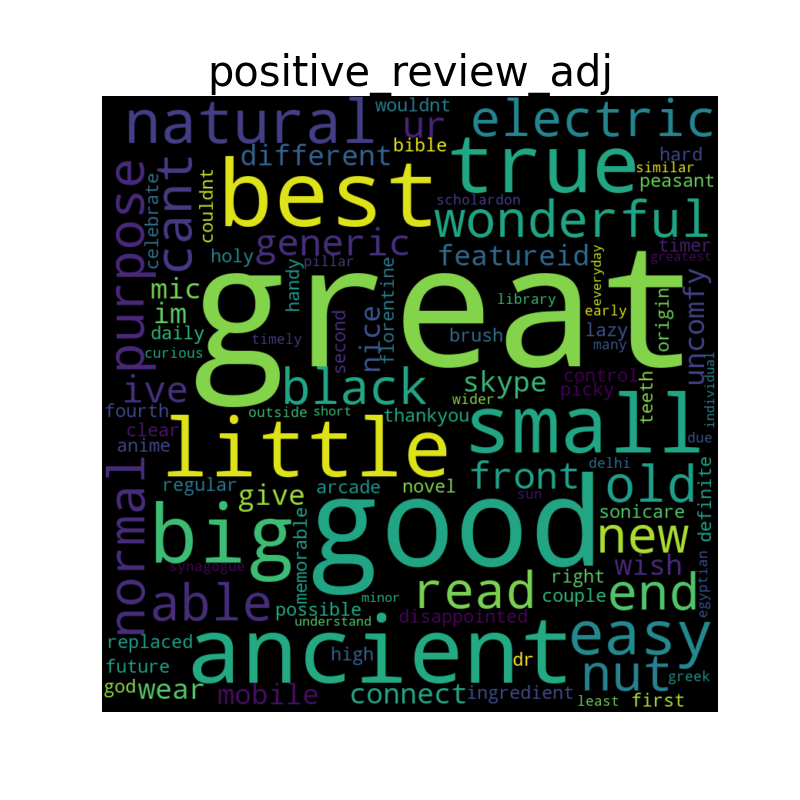 positive_review_adj
natural
wouldnt
ur
electric
different
bible
true
hard
similar
peasant
purpose
celebrate
cant
couldnt
best
scholardon
wonderful
generic
featureid
timer
greatest
holy
pillar
handy
florentine
great
library
everyday
early
origin
uncomfy
mic
im
daily
curious
timely
second
nice
brush
lazy
many
ive
black
skype
control
picky
teeth
individual
fourth
outside
short
thankyou
wider
clear
anime
little
small
due
normal
regular
give
arcade
novel
front
delhi
old
definite
sun
big
memorable
good
sonicare
new
synagogue
wish
egyptian
able
possible
minor
read
right
couple
end
understand
disappointed
replaced
ancient
easy
future
high
dr
nut
greek
god
wear
mobile
connect
ingredient
least
first